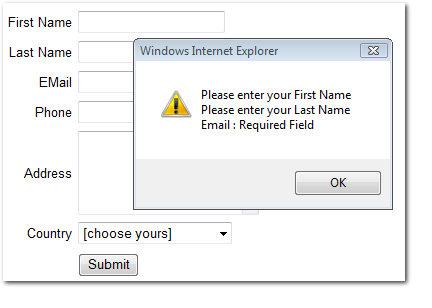 First Name
Last Name
Windows Internet Explorer
EMail
Please enter your First Name
Please enter your Last Name
Email : Required Field
Phone
Address
OK
Country
[choose yours]
Submit